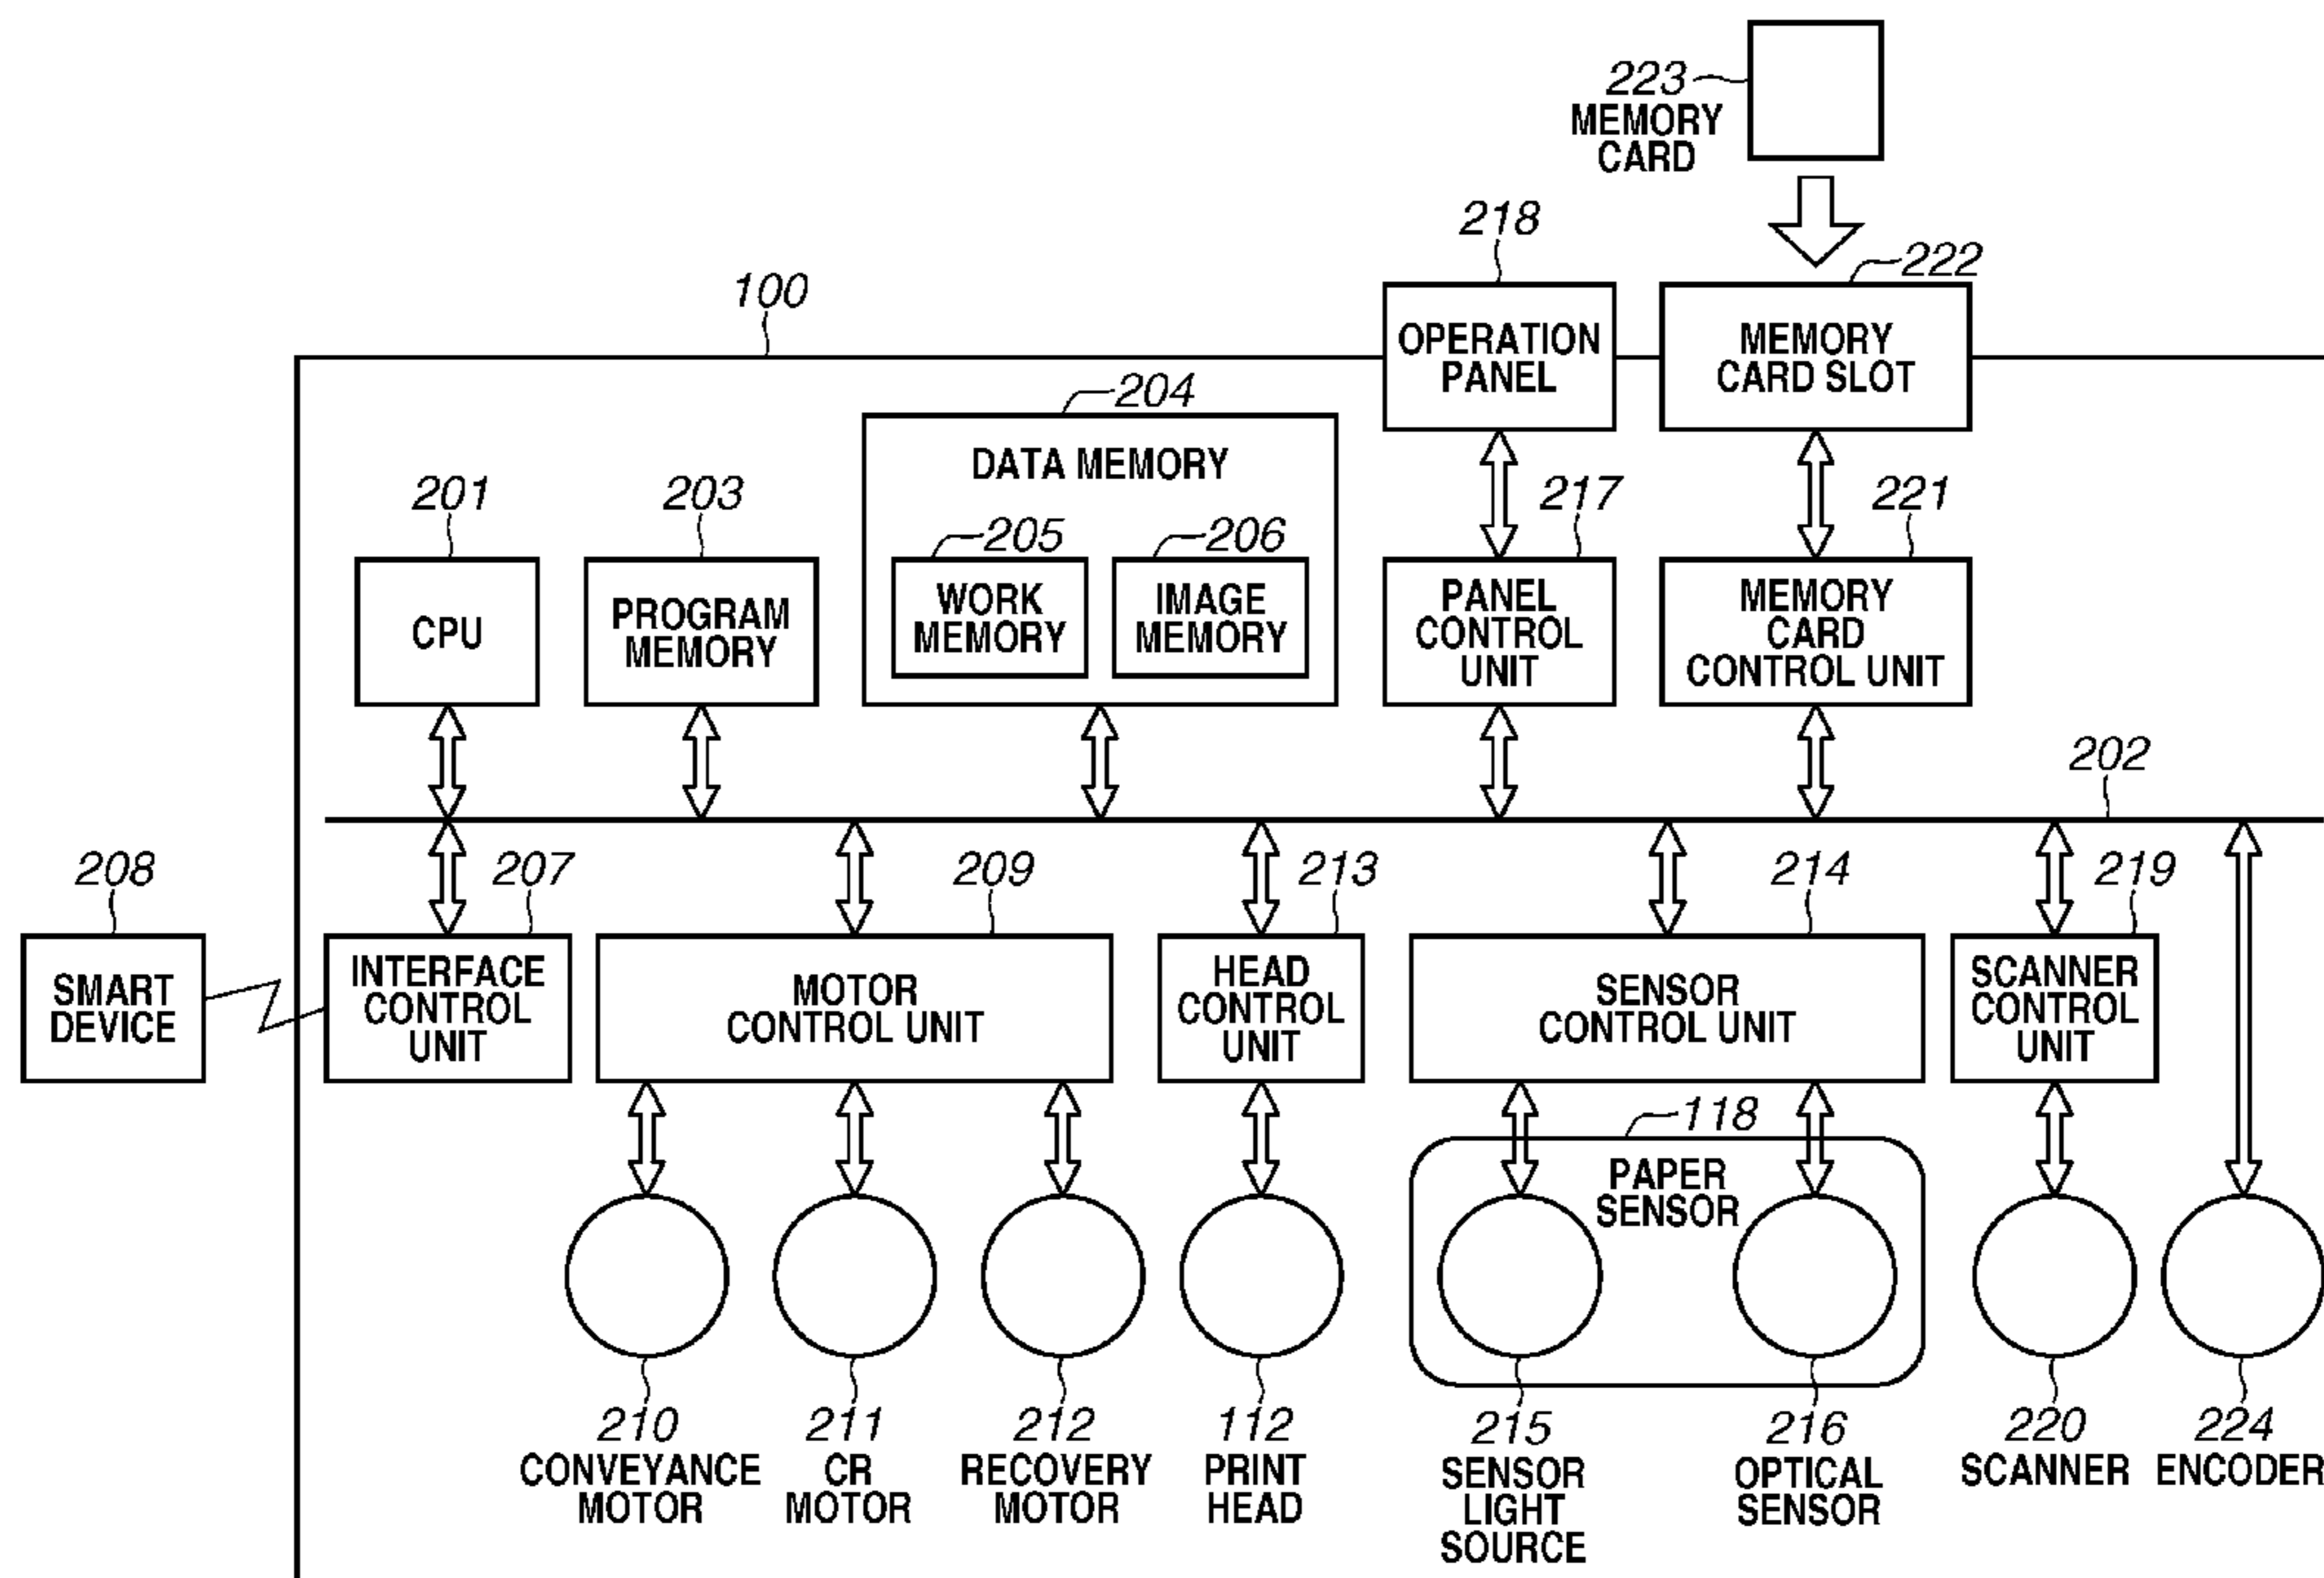 223
MEMORY
CARD
218
222
100
OPERATION
PANEL
MEMORY
CARD SLOT
204
DATA MEMORY
201
203
205
206
217
221
CPU
PROGRAM
MEMORY
WORK
MEMORY
IMAGE
MEMORY
PANEL
CONTROL
UNIT
MEMORY
CARD
CONTROL UNIT
202
208
207
209
213
214
219
SMART
DEVICE
INTERFACE
CONTROL
UNIT
MOTOR
CONTROL UNIT
HEAD
CONTROL
UNIT
SENSOR
CONTROL UNIT
SCANNER
CONTROL
UNIT
118
PAPER
SENSOR
210
CONVEYANCE
MOTOR
211
CR
MOTOR
212
RECOVERY
MOTOR
112
PRINT
HEAD
215
SENSOR
LIGHT
SOURCE
216
OPTICAL
SENSOR
220
SCANNER
224
ENCODER